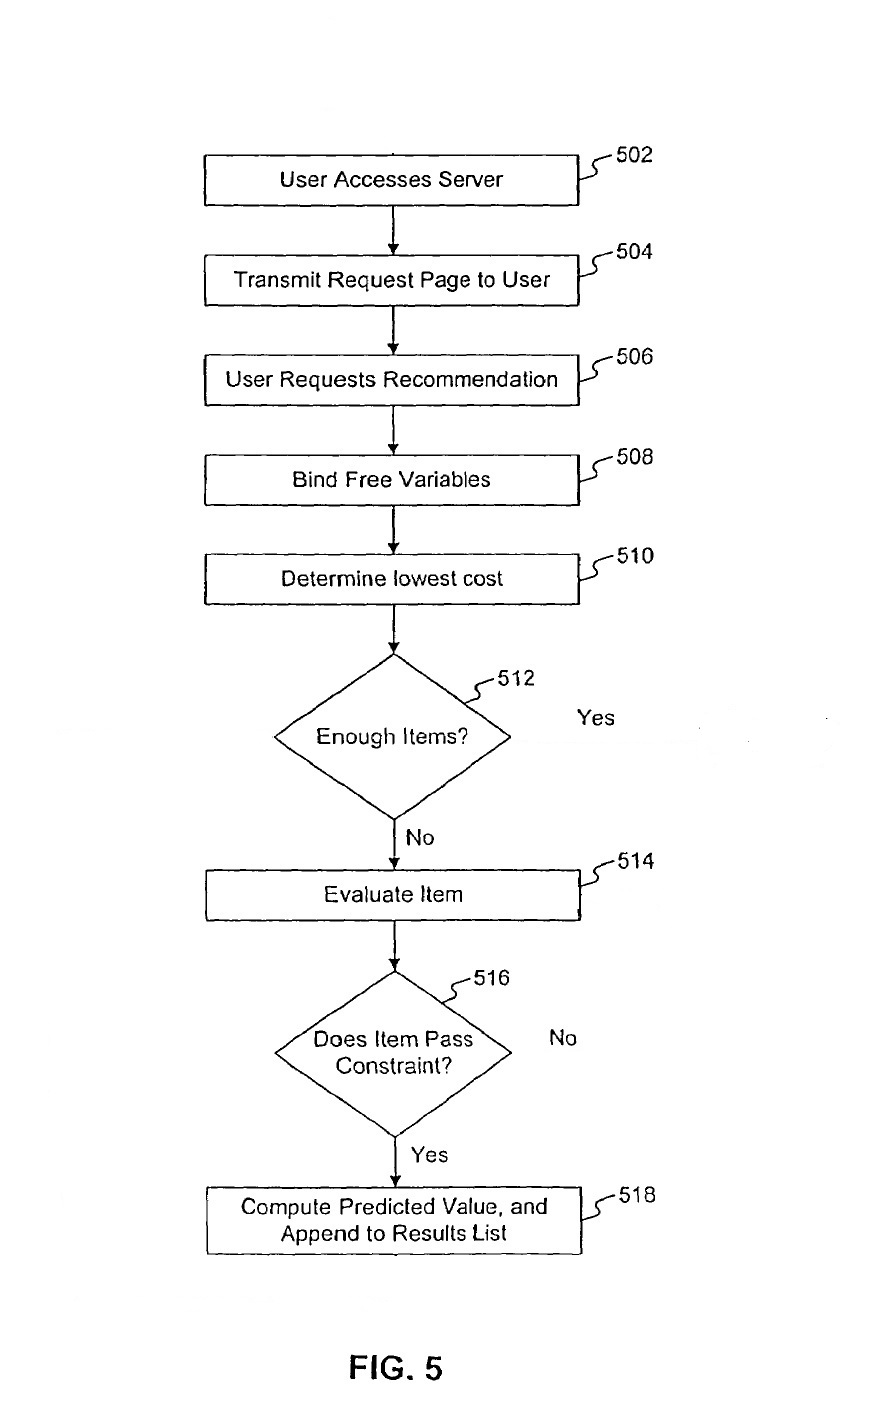 502
User Accesses Server
504
Transmit Request Page to User
506
User Requests Recommendation
508
Bind Free Variables
510
Determine lowest cost
512
Enough Items?
Yes
No
514
Evaluate Item
516
Does Item Pass
Constraint?
No
Yes
518
Compute Predicted Value, and
Append to Results List
FIG. 5